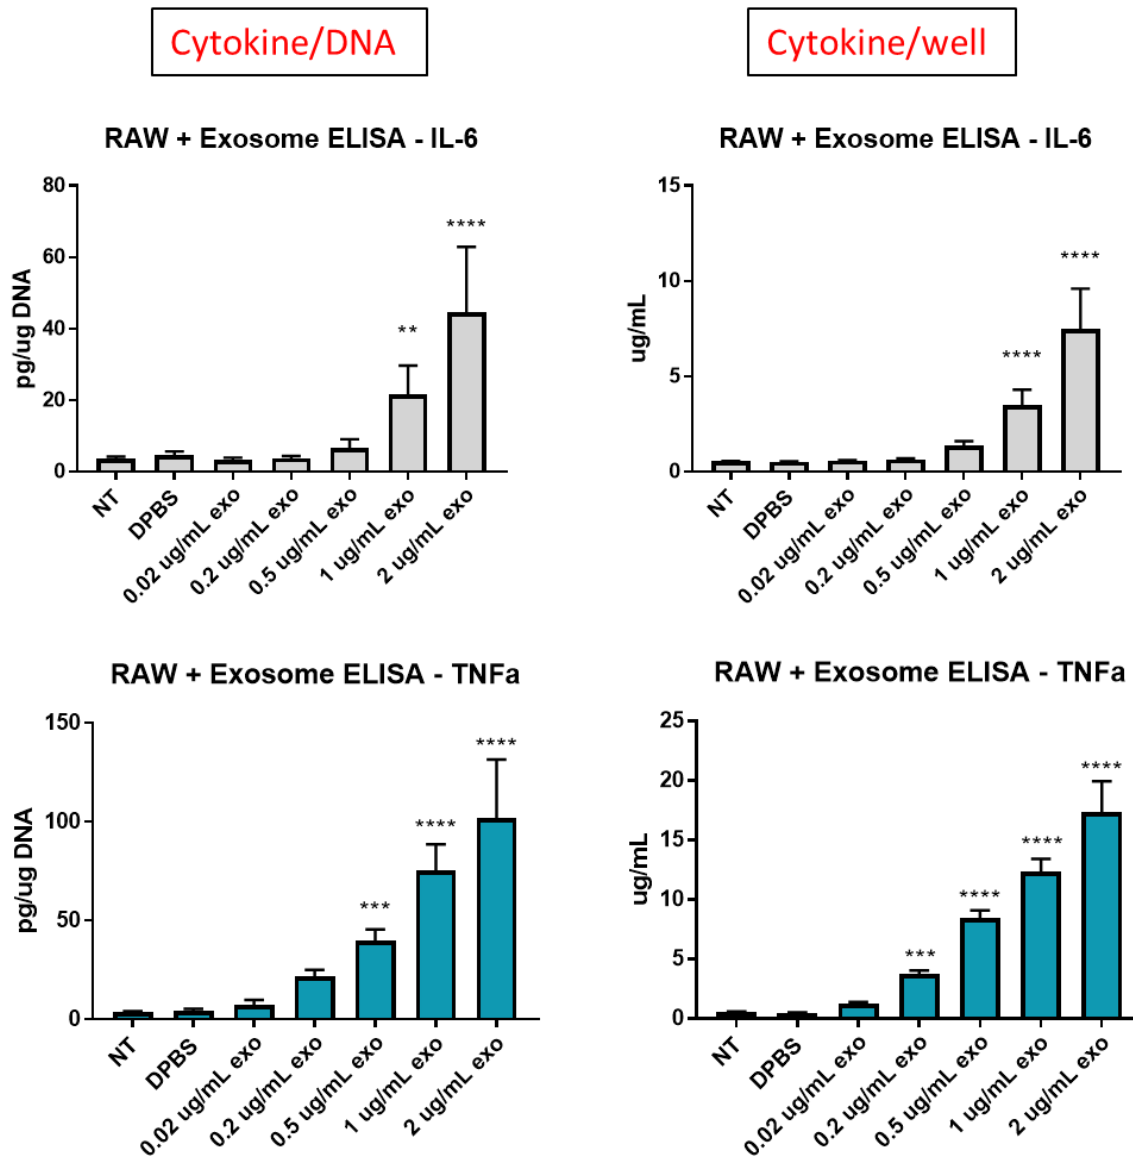 Cytokine/DNA
Cytokine/well
RAW + Exosome ELISA - IL-6
pg/ug DNA
80
60
40
20
0
**
****
NT
DPBS
0.02 ug/mL exo
0.2 ug/mL exo
0.5 ug/mL exo
1 ug/mL exo
2 ug/mL exo
RAW + Exosome ELISA - IL-6
ug/mL
15
10
5
0
****
****
NT
DPBS
0.02 ug/mL exo
0.2 ug/mL exo
0.5 ug/mL exo
1 ug/mL exo
2 ug/mL exo
RAW + Exosome ELISA - TNFa
pg/ug DNA
150
100
50
0
***
****
****
NT
DPBS
0.02 ug/mL exo
0.2 ug/mL exo
0.5 ug/mL exo
1 ug/mL exo
2 ug/mL exo
RAW + Exosome ELISA - TNFa
ug/mL
25
20
15
10
5
0
***
****
****
****
NT
DPBS
0.02 ug/mL exo
0.2 ug/mL exo
0.5 ug/mL exo
1 ug/mL exo
2 ug/mL exo